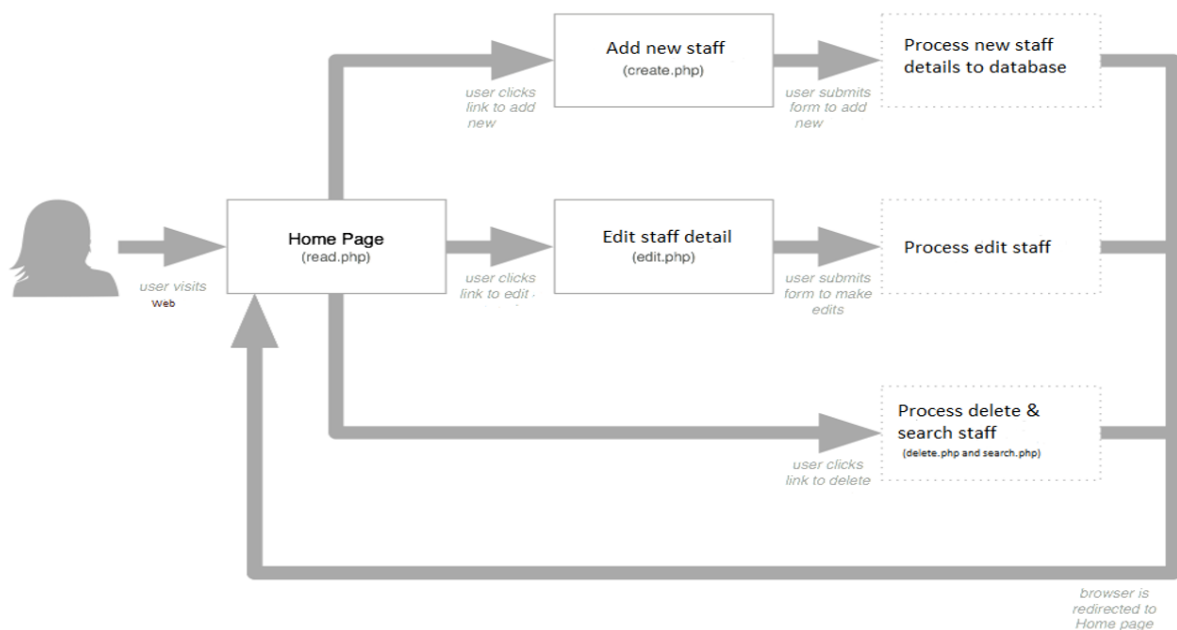 Add new staff
(create.php)
Process new staff
details to database
user clicks
link to add
new
user submits
form to add
new
Home Page
(read.php)
Edit staff detail
(edit.php)
Process edit staff
user visits
Web
user clicks
link to edit
user submits
form to make
edits
Process delete &
search staff
(delete.php and search.php)
user clicks
link to delete
browser is
redirected to
Home page